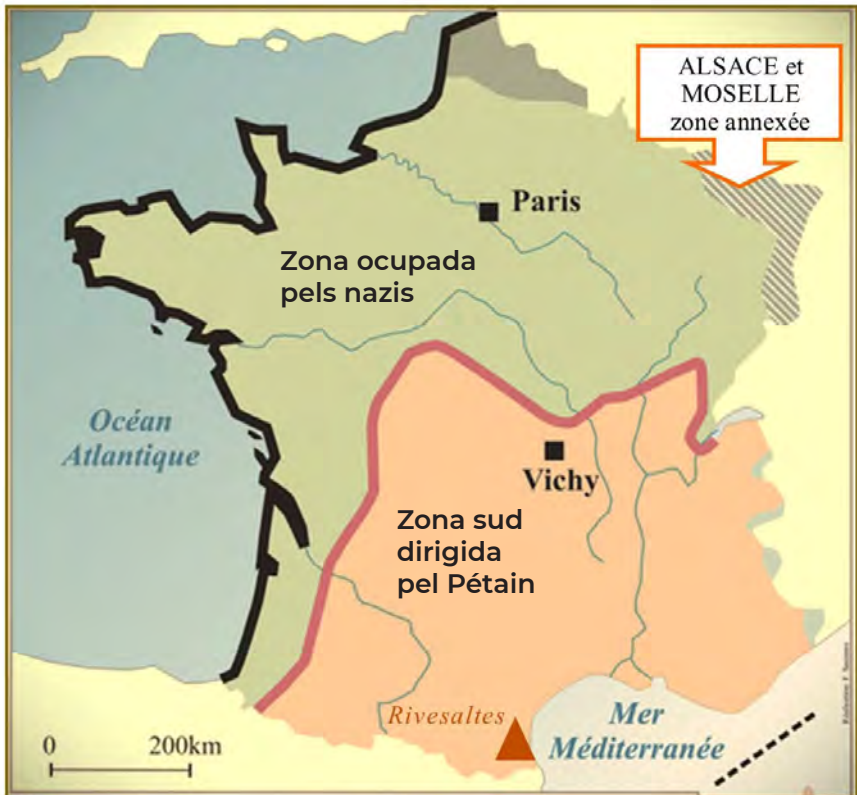 ALSACE et
MOSELLE
zone annexée
Paris
Zona ocupada
pels nazis
Océan
Atlantique
Vichy
Zona sud
dirigida
pel Pétain
Rivesaltes
Mer
Méditerranée
0 200km